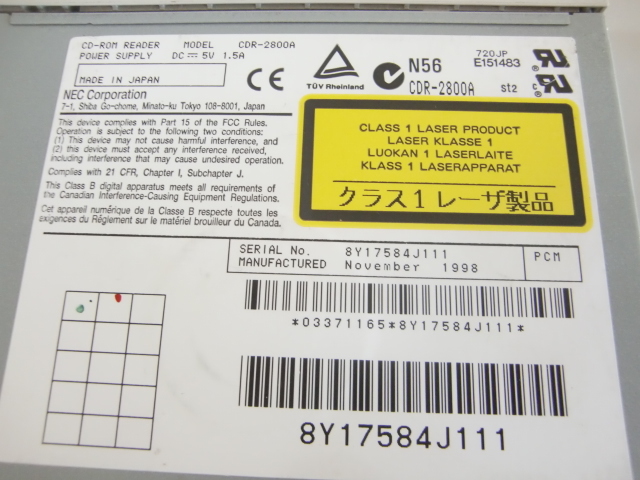 CD-ROM READER MODEL CDR-2800A
POWER SUPPLY DC 5V 1.5A
MADE IN JAPAN
NEC Corporation
7-1, Shiba Go-chome, Minato-ku Tokyo 108-8001, Japan
CE
TÜV Rheinland
N56
CDR-2800A
720JP
E151483
st2
c
This device complies with Part 15 of the FCC Rules.
Operation is subject to the following two conditions:
(1) This device may not cause harmful interference, and
(2) this device must accept any interference received,
including interference that may cause undesired operation.
Complies with 21 CFR, Chapter I, Subchapter J.
This Class B digital apparatus meets all requirements of
the Canadian Interference-Causing Equipment Regulations.
Cet appareil numérique de la Classe B respecte toutes les
exigences du Règlement sur le matériel brouilleur du Canada.
CLASS 1 LASER PRODUCT
LASER KLASSE 1
LUOKAN 1 LASERLAITE
KLASS 1 LASERAPPARAT
クラス1レーザ製品
SERIAL No. 8Y17584J111
MANUFACTURED November 1998
PCM
*03371165*8Y17584J111*
8Y17584J111